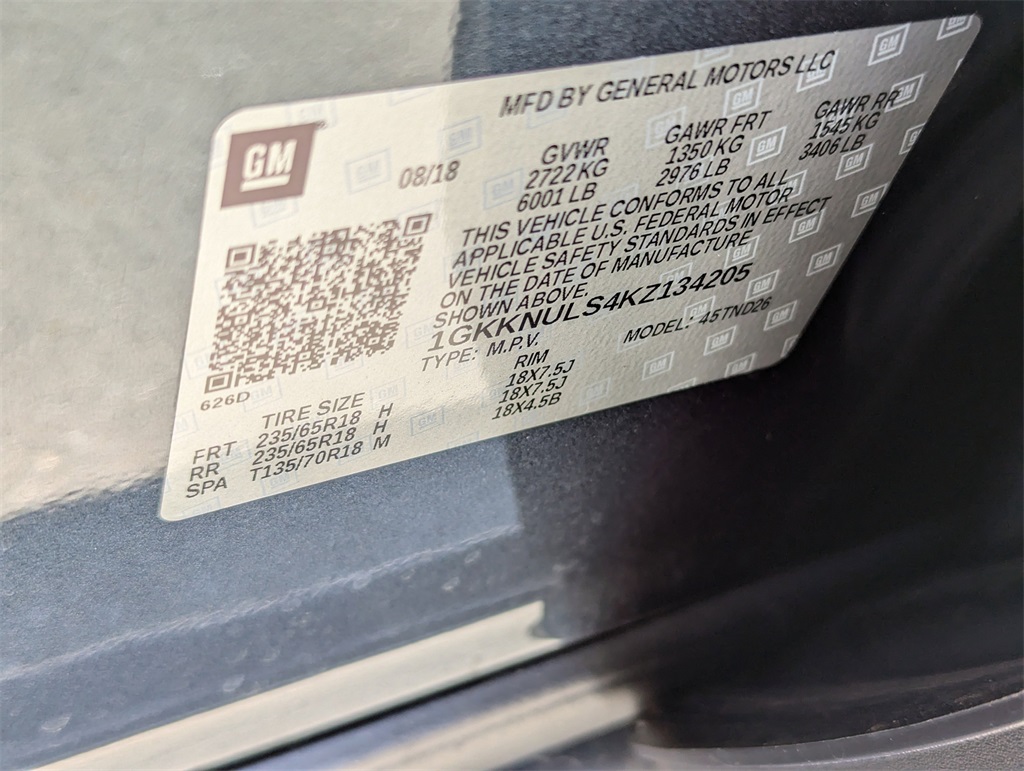 MFD BY GENERAL MOTORS LLC
GM
08/18
GVWR GAWR FRT GAWR RR
2722KG 1350KG 1545KG
6001 LB 2976 LB 3406 LB
THIS VEHICLE CONFORMS TO ALL
APPLICABLE U.S. FEDERAL MOTOR
VEHICLE SAFETY STANDARDS IN EFFECT
ON THE DATE OF MANUFACTURE
SHOWN ABOVE.
1GKKNULS4KZ134205
TYPE: M.P.V. MODEL: 45TND26
626D
TIRE SIZE RIM
FRT 235/65R18 H 18X7.5J
RR 235/65R18 H 18X7.5J
SPA T135/70R18 M 18X4.5B